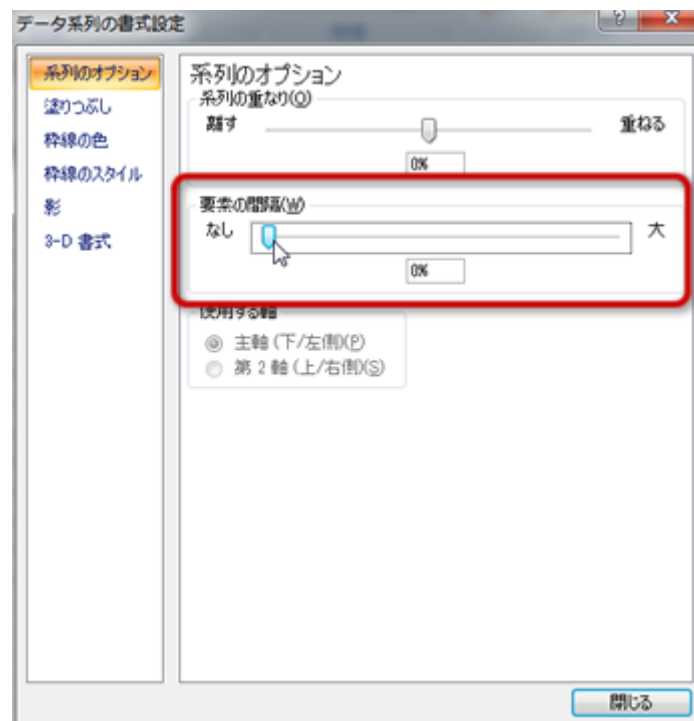 データ系列の書式設定
系列のオプション
塗りつぶし
枠線の色
枠線のスタイル
影
3-D 書式
系列のオプション
系列の重なり(O)
離す 重ねる
0%
要素の間隔(W)
なし 大
0%
使用する軸
主軸 (下/左側)(P)
第 2 軸 (上/右側)(S)
閉じる